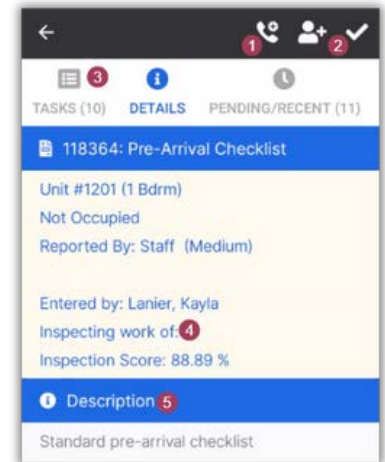 1 2
3
TASKS (10) DETAILS PENDING/RECENT (11)
118364: Pre-Arrival Checklist
Unit #1201 (1 Bdrm)
Not Occupied
Reported By: Staff (Medium)
Entered by: Lanier, Kayla
Inspecting work of: 4
Inspection Score: 88.89 %
Description 5
Standard pre-arrival checklist